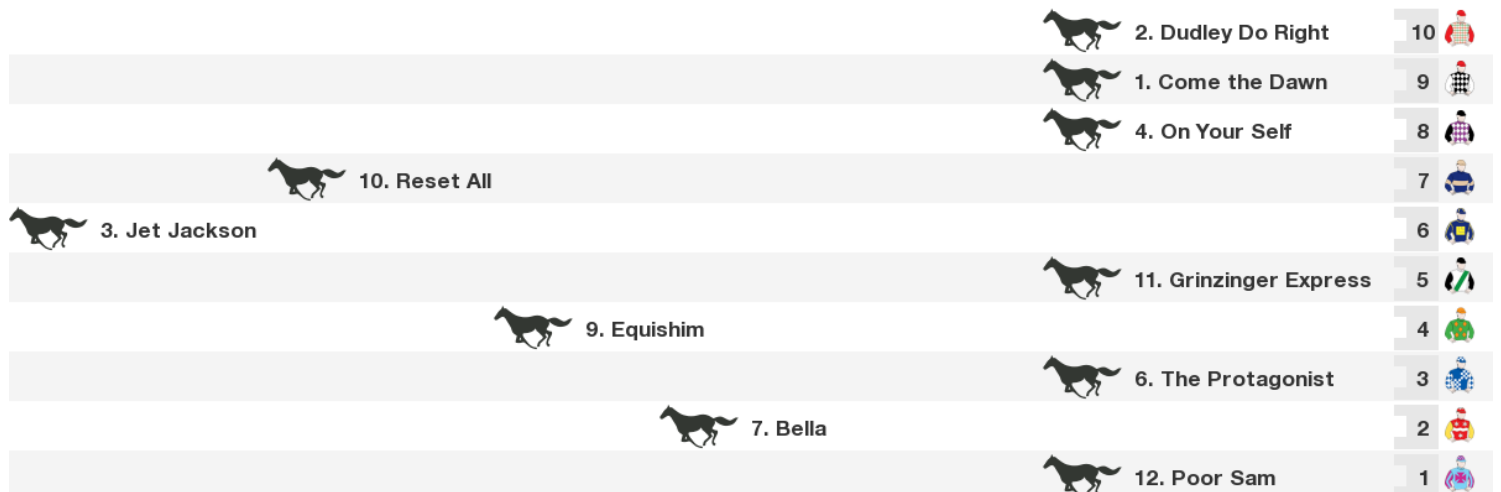 2. Dudley Do Right 10
1. Come the Dawn 9
4. On Your Self 8
10. Reset All 7
3. Jet Jackson 6
11. Grinzinger Express 5
9. Equishim 4
6. The Protagonist 3
7. Bella 2
12. Poor Sam 1